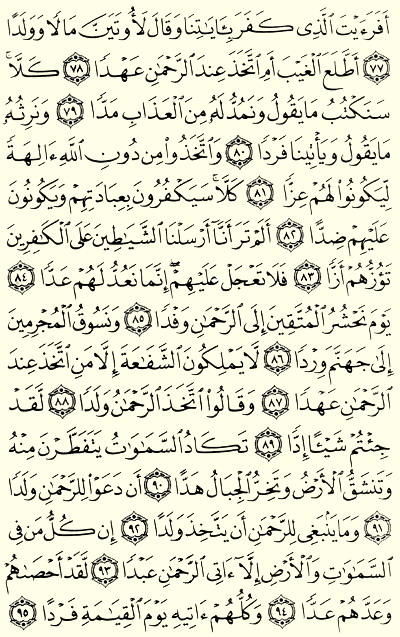 أَفَرَءَيْتَ ٱلَّذِى كَفَرَ بِـَٔايَـٰتِنَا وَقَالَ لَأُوتَيَنَّ مَالًا وَوَلَدًا
﴿٧٧﴾ أَطَّلَعَ ٱلْغَيْبَ أَمِ ٱتَّخَذَ عِندَ ٱلرَّحْمَـٰنِ عَهْدًا ﴿٧٨﴾ كَلَّا ۚ
سَنَكْتُبُ مَا يَقُولُ وَنَمُدُّ لَهُۥ مِنَ ٱلْعَذَابِ مَدًّا ﴿٧٩﴾ وَنَرِثُهُۥ
مَا يَقُولُ وَيَأْتِينَا فَرْدًا ﴿٨٠﴾ وَٱتَّخَذُوا۟ مِن دُونِ ٱللَّهِ ءَالِهَةً
لِّيَكُونُوا۟ لَهُمْ عِزًّا ﴿٨١﴾ كَلَّا ۚ سَيَكْفُرُونَ بِعِبَادَتِهِمْ وَيَكُونُونَ
عَلَيْهِمْ ضِدًّا ﴿٨٢﴾ أَلَمْ تَرَ أَنَّآ أَرْسَلْنَا ٱلشَّيَـٰطِينَ عَلَى ٱلْكَـٰفِرِينَ
تَؤُزُّهُمْ أَزًّا ﴿٨٣﴾ فَلَا تَعْجَلْ عَلَيْهِمْ ۖ إِنَّمَا نَعُدُّ لَهُمْ عَدًّا ﴿٨٤﴾
يَوْمَ نَحْشُرُ ٱلْمُتَّقِينَ إِلَى ٱلرَّحْمَـٰنِ وَفْدًا ﴿٨٥﴾ وَنَسُوقُ ٱلْمُجْرِمِينَ
إِلَىٰ جَهَنَّمَ وِرْدًا ﴿٨٦﴾ لَّا يَمْلِكُونَ ٱلشَّفَـٰعَةَ إِلَّا مَنِ ٱتَّخَذَ عِندَ
ٱلرَّحْمَـٰنِ عَهْدًا ﴿٨٧﴾ وَقَالُوا۟ ٱتَّخَذَ ٱلرَّحْمَـٰنُ وَلَدًا ﴿٨٨﴾ لَّقَدْ
جِئْتُمْ شَيْـًٔا إِدًّا ﴿٨٩﴾ تَكَادُ ٱلسَّمَـٰوَٰتُ يَتَفَطَّرْنَ مِنْهُ
وَتَنشَقُّ ٱلْأَرْضُ وَتَخِرُّ ٱلْجِبَالُ هَدًّا ﴿٩٠﴾ أَن دَعَوْا۟ لِلرَّحْمَـٰنِ وَلَدًا
﴿٩١﴾ وَمَا يَنۢبَغِى لِلرَّحْمَـٰنِ أَن يَتَّخِذَ وَلَدًا ﴿٩٢﴾ إِن كُلُّ مَن فِى
ٱلسَّمَـٰوَٰتِ وَٱلْأَرْضِ إِلَّآ ءَاتِى ٱلرَّحْمَـٰنِ عَبْدًا ﴿٩٣﴾ لَّقَدْ أَحْصَىٰهُمْ
وَعَدَّهُمْ عَدًّا ﴿٩٤﴾ وَكُلُّهُمْ ءَاتِيهِ يَوْمَ ٱلْقِيَـٰمَةِ فَرْدًا ﴿٩٥﴾